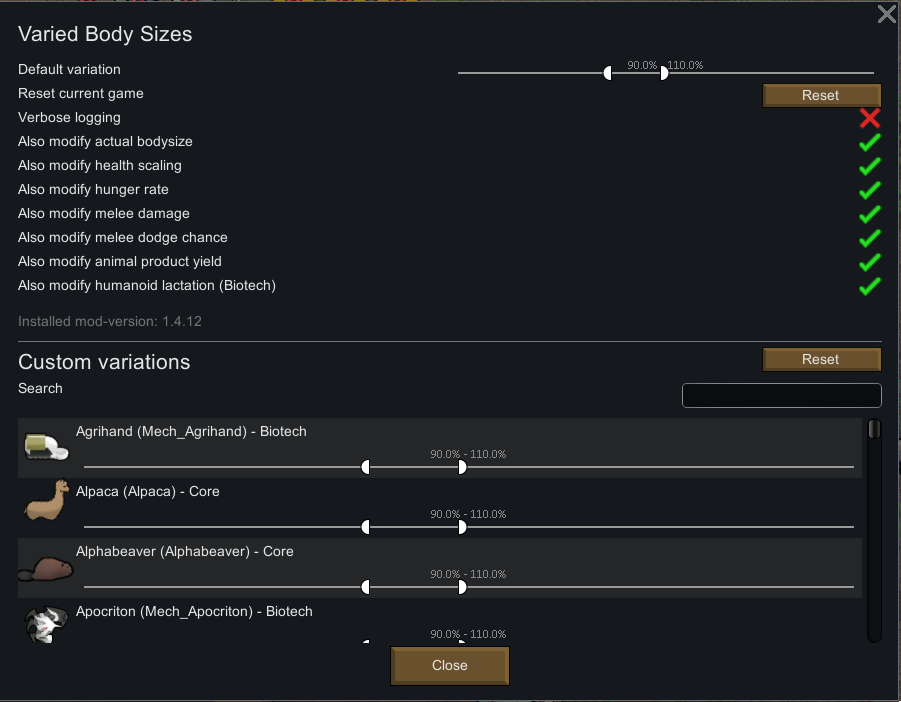 Varied Body Sizes
Default variation 90.0% - 110.0%
Reset current game Reset
Verbose logging
Also modify actual bodysize
Also modify health scaling
Also modify hunger rate
Also modify melee damage
Also modify melee dodge chance
Also modify animal product yield
Also modify humanoid lactation (Biotech)
Installed mod-version: 1.4.12
Custom variations Reset
Search
Agrihand (Mech_Agrihand) - Biotech
90.0% - 110.0%
Alpaca (Alpaca) - Core
90.0% - 110.0%
Alphabeaver (Alphabeaver) - Core
90.0% - 110.0%
Apocriton (Mech_Apocriton) - Biotech
90.0% - 110.0%
Close